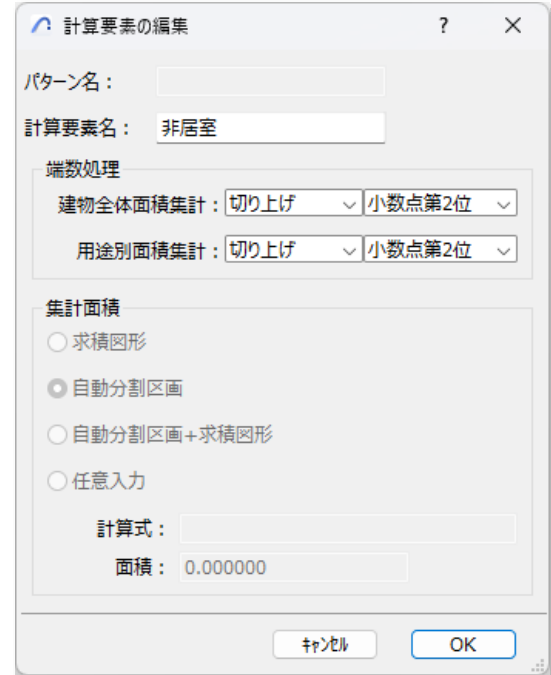 計算要素の編集 ?
パターン名：
計算要素名： 非居室
端数処理
建物全体面積集計： 切り上げ 小数点第2位
用途別面積集計： 切り上げ 小数点第2位
集計面積
求積図形
自動分割区画
自動分割区画+求積図形
任意入力
計算式：
面積： 0.000000
ｷｬﾝｾﾙ OK